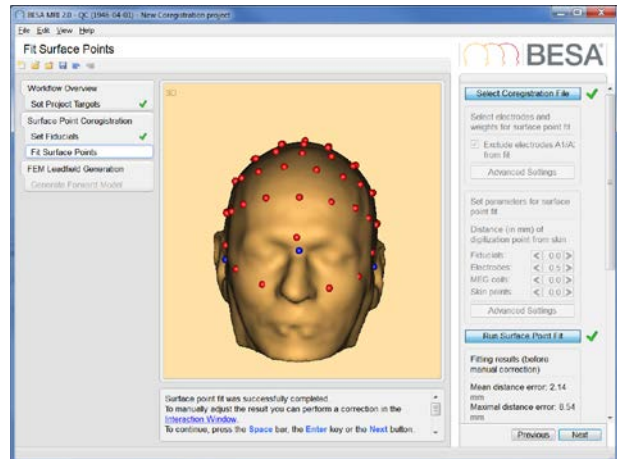 BESA MRI 2.0 - QC (1946-04-01) - New Coregistration project
File Edit View Help
Fit Surface Points
BESA
Workflow Overview
Set Project Targets
Surface Point Coregistration
Set Fiducials
Fit Surface Points
FEM Leadfield Generation
Generate Forward Model
3D
Select Coregistration File
Select electrodes and
weights for surface point fit
Exclude electrodes A1/A2
from fit
Advanced Settings
Set parameters for surface
point fit
Distance (in mm) of
digitization point from skin
Fiducials: < 0.0 >
Electrodes: < 0.5 >
MEG coils: < 0.0 >
Skin points: < 0.0 >
Advanced Settings
Run Surface Point Fit
Fitting results (before
manual correction)
Mean distance error: 2.14
mm
Maximal distance error: 8.54
mm
Surface point fit was successfully completed.
To manually adjust the result you can perform a correction in the
Interaction Window.
To continue, press the Space bar, the Enter key or the Next button.
Previous Next